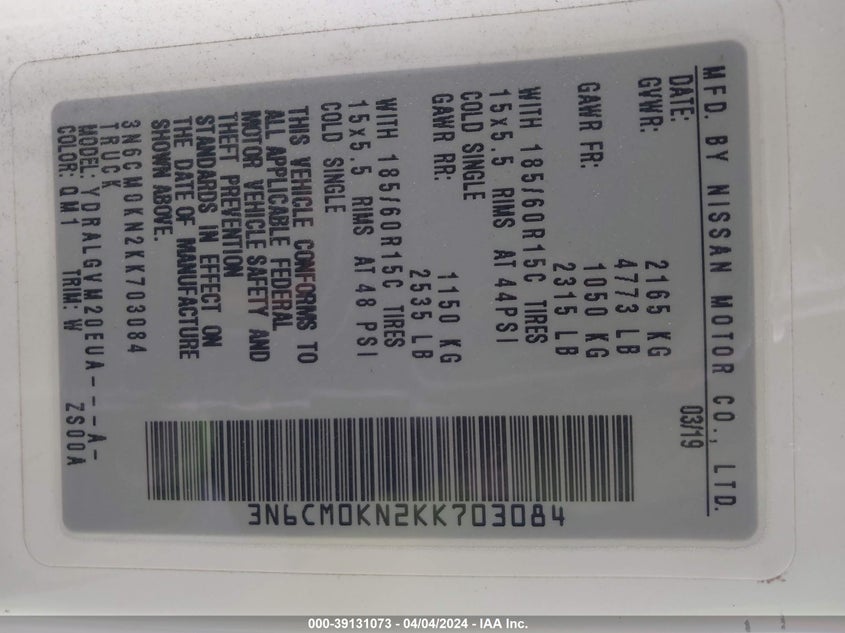 MFD. BY NISSAN MOTOR CO., LTD.
DATE: 03/19
GVWR: 2165 KG
4773 LB
GAWR FR: 1050 KG
2315 LB
WITH 185/60R15C TIRES
15x5.5 RIMS AT 44PSI
COLD SINGLE
GAWR RR: 1150 KG
2535 LB
WITH 185/60R15C TIRES
15x5.5 RIMS AT 48 PSI
COLD SINGLE
THIS VEHICLE CONFORMS TO
ALL APPLICABLE FEDERAL
MOTOR VEHICLE SAFETY AND
THEFT PREVENTION
STANDARDS IN EFFECT ON
THE DATE OF MANUFACTURE
SHOWN ABOVE.
3N6CM0KN2KK703084
TRUCK
MODEL: YDRALGVM20EUA---A-
COLOR: QM1 TRIM: W ZS00A
3N6CM0KN2KK703084
000-39131073 - 04/04/2024 - IAA Inc.